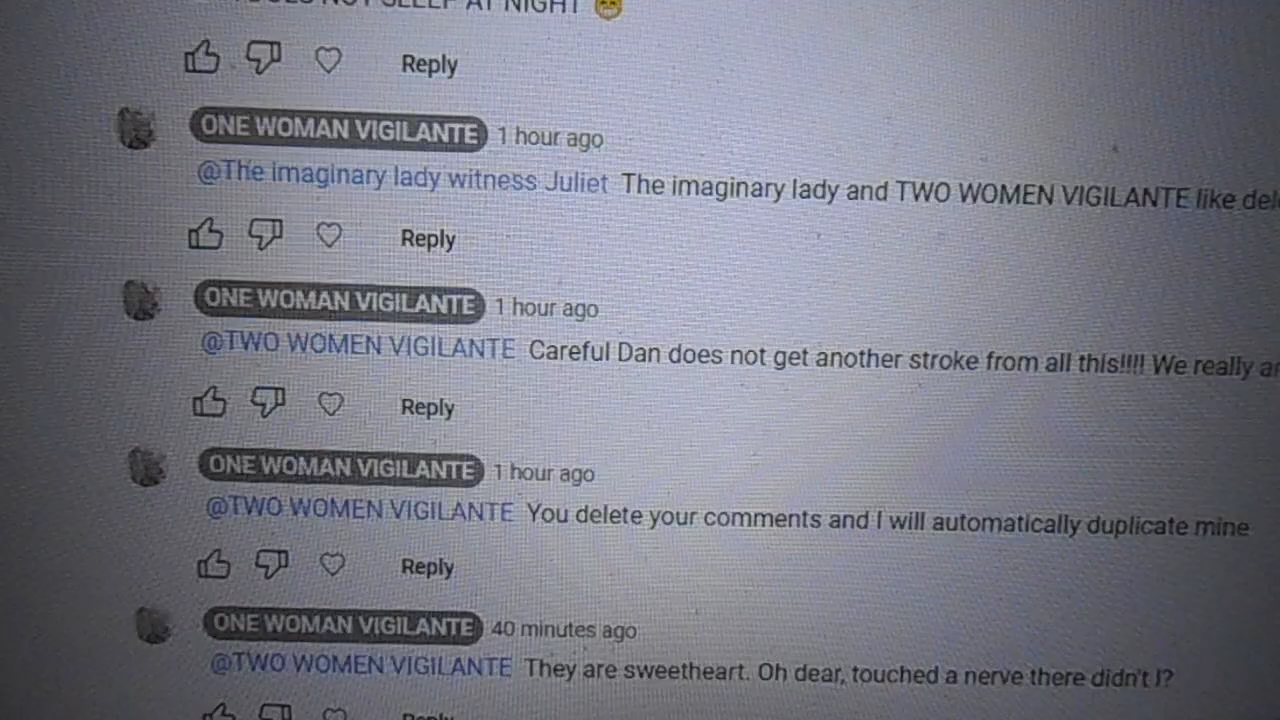 AT NIGHT 😁
Reply
ONE WOMAN VIGILANTE 1 hour ago
@The imaginary lady witness Juliet The imaginary lady and TWO WOMEN VIGILANTE like
Reply
ONE WOMAN VIGILANTE 1 hour ago
@TWO WOMEN VIGILANTE Careful Dan does not get another stroke from all this!!!! We really
Reply
ONE WOMAN VIGILANTE 1 hour ago
@TWO WOMEN VIGILANTE You delete your comments and I will automatically duplicate mine
Reply
ONE WOMAN VIGILANTE 40 minutes ago
@TWO WOMEN VIGILANTE They are sweetheart. Oh dear, touched a nerve there didn't I?
Reply